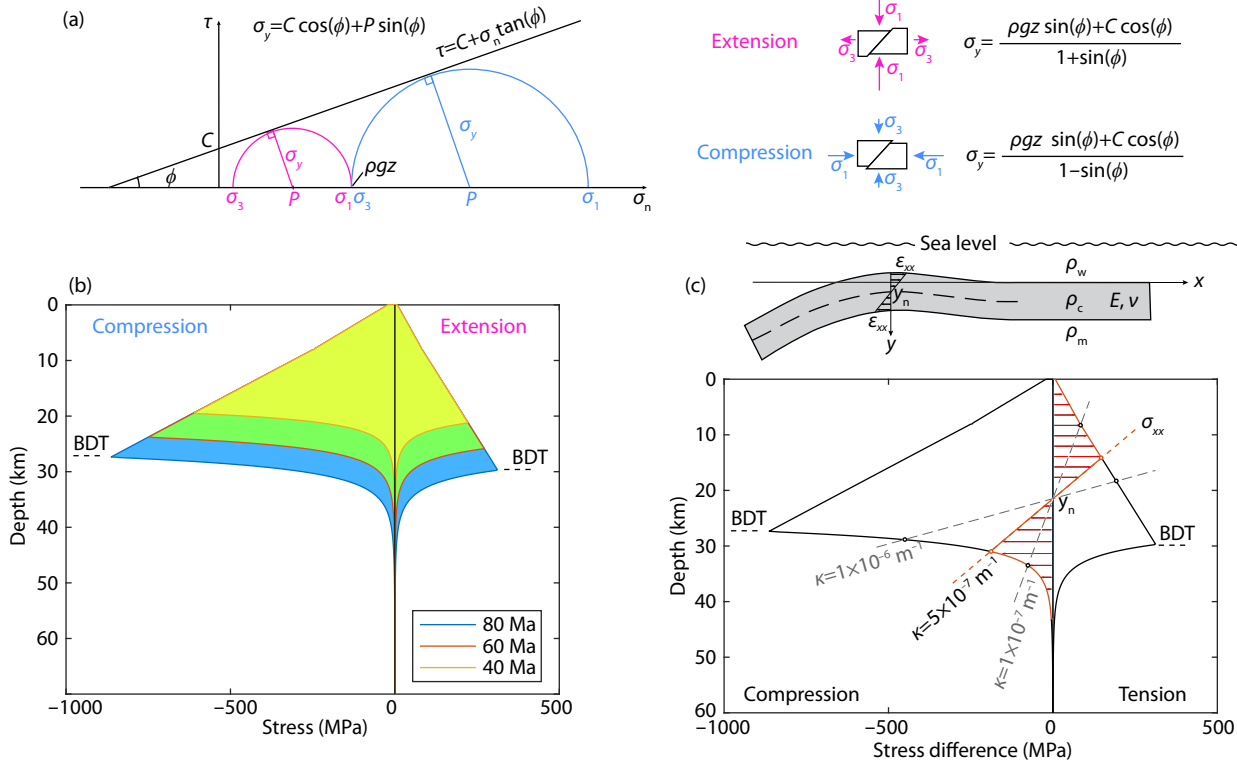 (a)
τ
σy=C cos(ϕ)+P sin(ϕ)
τ=C+σn tan(ϕ)
C
ϕ
σy
σy
ρgz
σ3
P
σ1
σ3
P
σ1
σn
Extension
σ1
σ3
σ3
σ1
σy= ρgz sin(ϕ)+C cos(ϕ)
1+sin(ϕ)
Compression
σ3
σ1
σ1
σ3
σy= ρgz sin(ϕ)+C cos(ϕ)
1−sin(ϕ)
(b)
Compression
Extension
0
10
20
30
40
50
60
Depth (km)
BDT
BDT
80 Ma
60 Ma
40 Ma
−1000
−500
0
500
Stress (MPa)
(c)
Sea level
εxx
ρw
x
yn
ρc
E, ν
εxx
y
ρm
0
10
20
30
40
50
60
Depth (km)
σxx
yn
BDT
BDT
κ=1×10−6 m−1
κ=5×10−7 m−1
κ=1×10−7 m−1
Compression
Tension
−1000
−500
0
500
Stress difference (MPa)